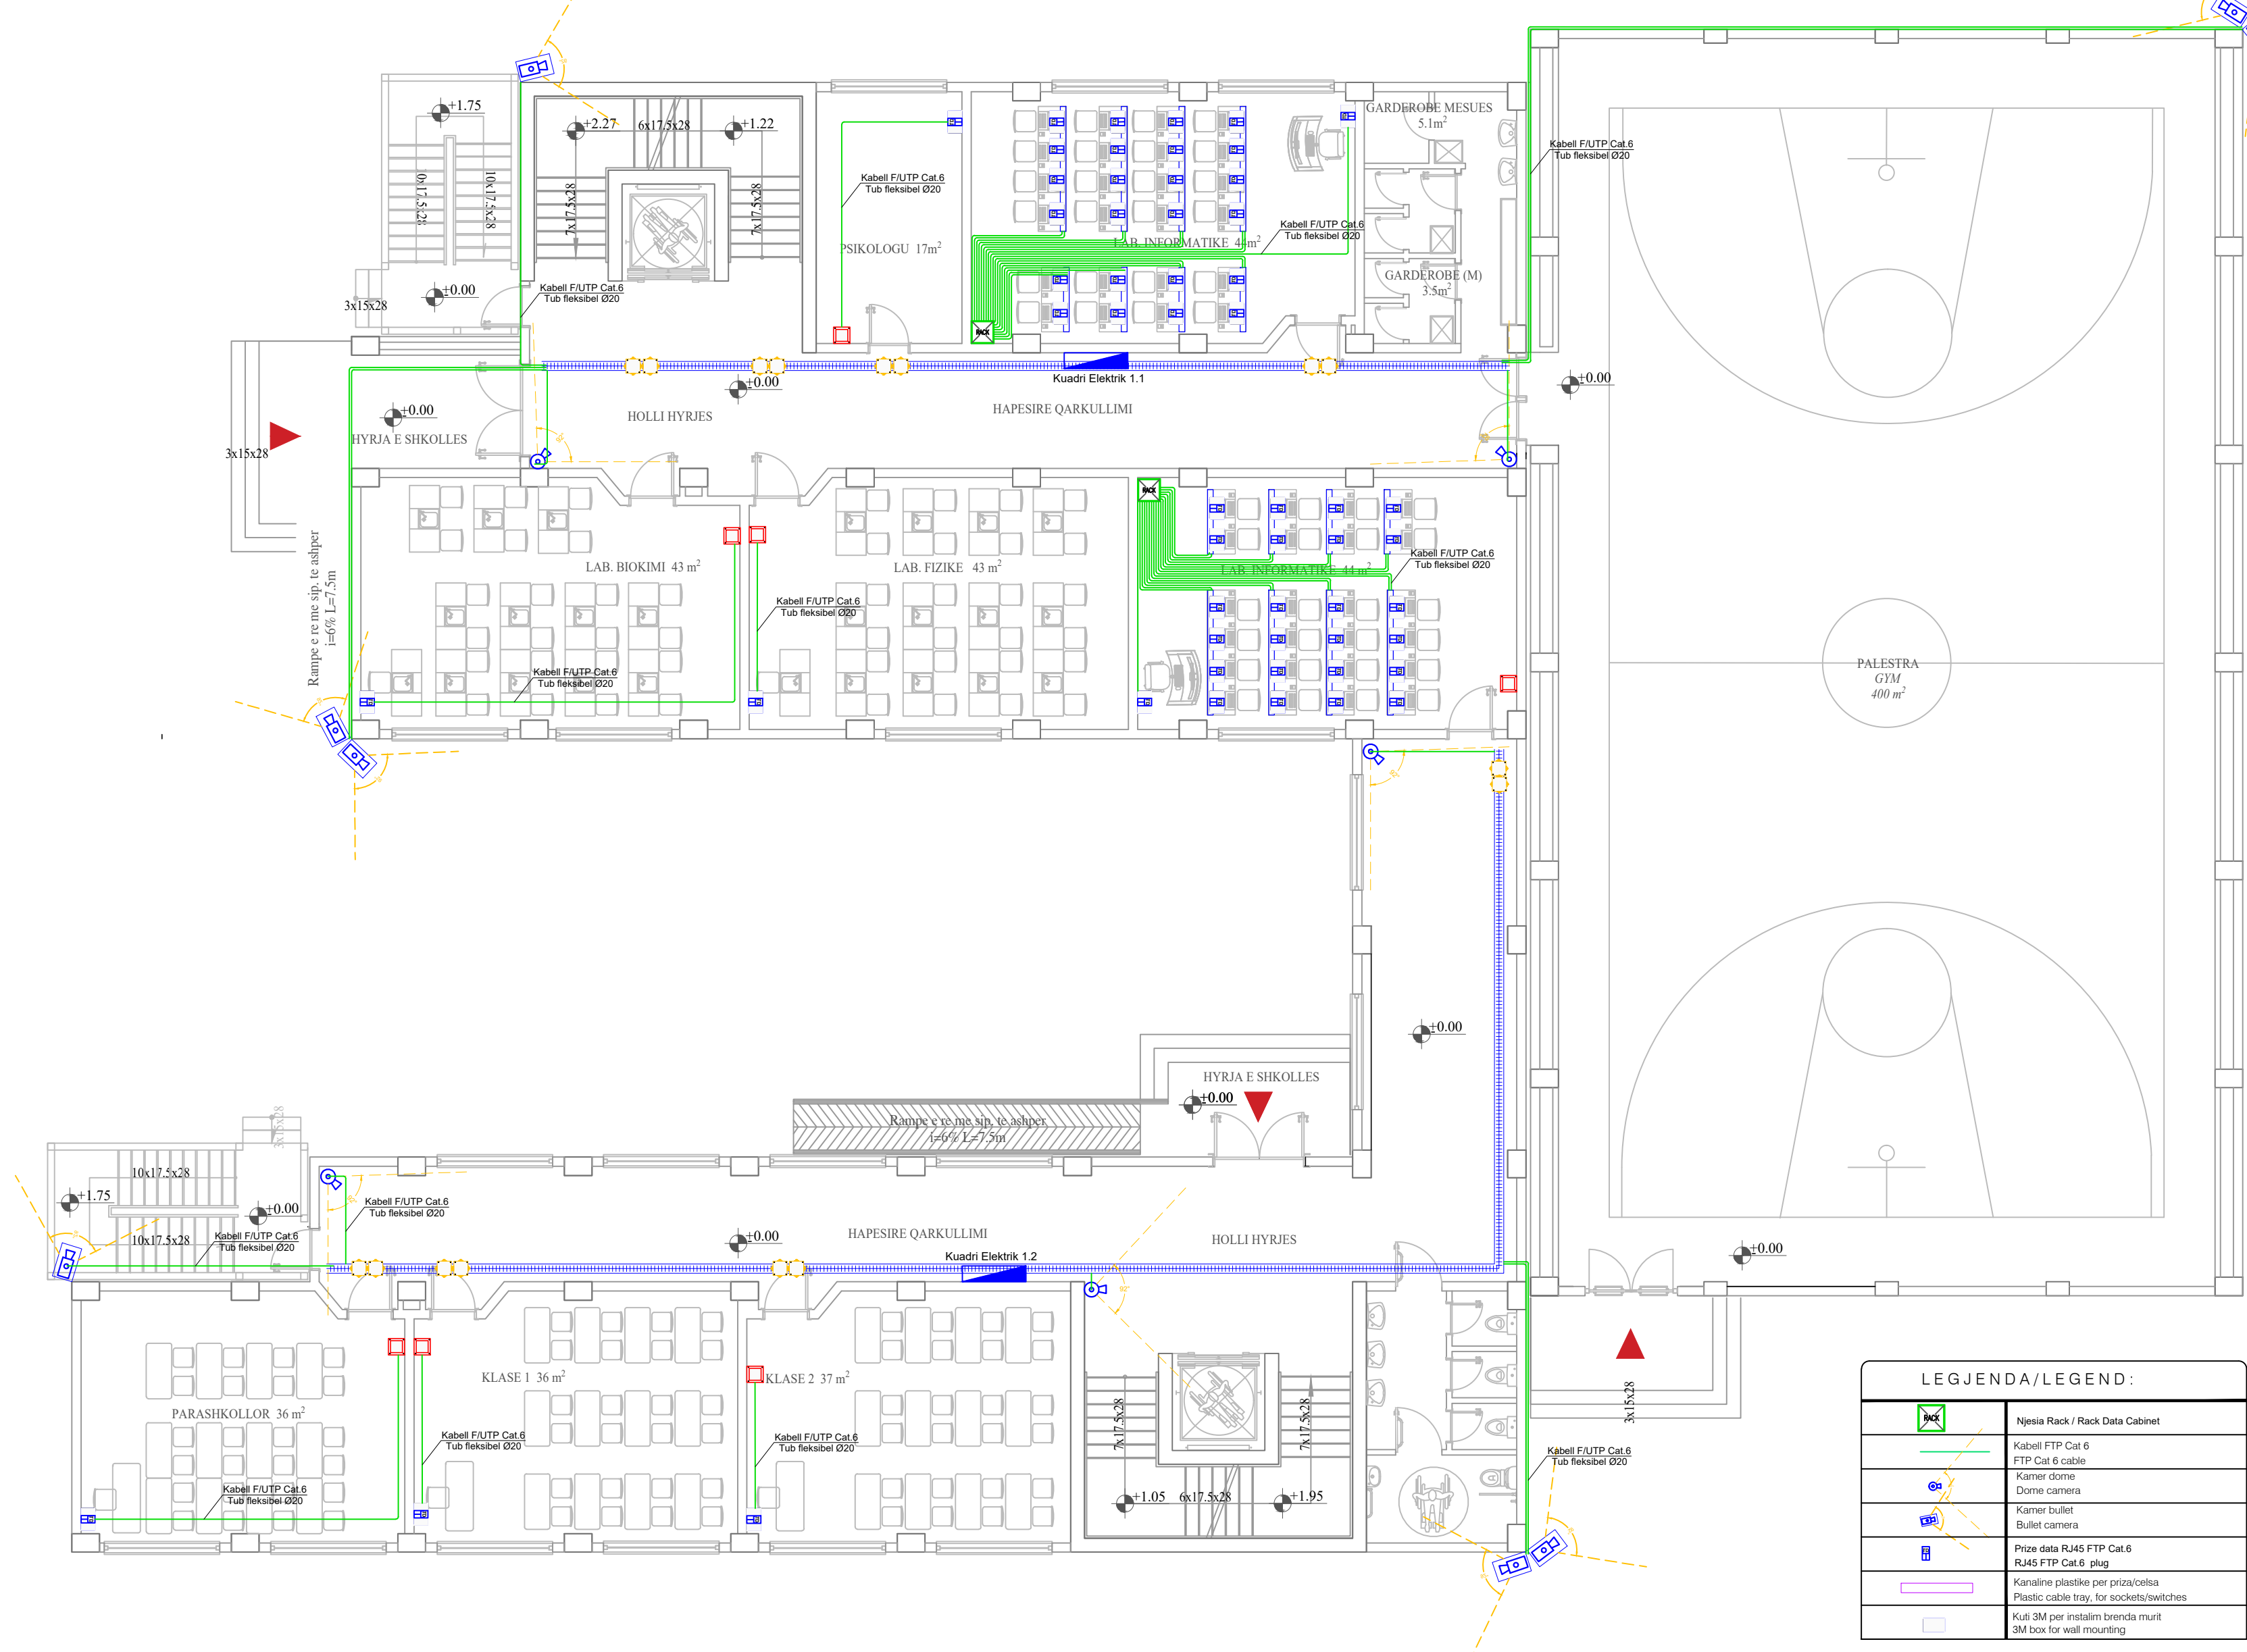 +1.75
+2.27
6x17.5x28
+1.22
10x17.5x28
10x17.5x28
7x17.5x28
7x17.5x28
±0.00
3x15x28
Kabell F/UTP Cat.6
Tub fleksibel Ø20
Kabell F/UTP Cat.6
Tub fleksibel Ø20
PSIKOLOGU 17m²
LAB. INFORMATIKE 44m²
Kabell F/UTP Cat.6
Tub fleksibel Ø20
GARDEROBE MESUES
5.1m²
GARDEROBE (M)
3.5m²
Kabell F/UTP Cat.6
Tub fleksibel Ø20
RACK
Kuadri Elektrik 1.1
±0.00
±0.00
±0.00
HOLLI HYRJES
HAPESIRE QARKULLIMI
HYRJA E SHKOLLES
3x15x28
82°
Rampe e re me sip. te ashper
i=6% L=7.5m
RACK
LAB. BIOKIMI 43 m²
LAB. FIZIKE 43 m²
LAB. INFORMATIKE 44 m²
Kabell F/UTP Cat.6
Tub fleksibel Ø20
Kabell F/UTP Cat.6
Tub fleksibel Ø20
Kabell F/UTP Cat.6
Tub fleksibel Ø20
PALESTRA
GYM
400 m²
82°
±0.00
HYRJA E SHKOLLES
±0.00
Rampe e re me sip. te ashper
i=6% L=7.5m
3x15x28
10x17.5x28
+1.75
±0.00
10x17.5x28
82°
Kabell F/UTP Cat.6
Tub fleksibel Ø20
Kabell F/UTP Cat.6
Tub fleksibel Ø20
±0.00
HAPESIRE QARKULLIMI
HOLLI HYRJES
Kuadri Elektrik 1.2
82°
±0.00
PARASHKOLLOR 36 m²
KLASE 1 36 m²
KLASE 2 37 m²
Kabell F/UTP Cat.6
Tub fleksibel Ø20
Kabell F/UTP Cat.6
Tub fleksibel Ø20
Kabell F/UTP Cat.6
Tub fleksibel Ø20
7x17.5x28
7x17.5x28
+1.05
6x17.5x28
+1.95
Kabell F/UTP Cat.6
Tub fleksibel Ø20
3x15x28
LEGJENDA/LEGEND:
RACK
Njesia Rack / Rack Data Cabinet
Kabell FTP Cat 6
FTP Cat 6 cable
Kamer dome
Dome camera
Kamer bullet
Bullet camera
Prize data RJ45 FTP Cat.6
RJ45 FTP Cat.6 plug
Kanaline plastike per priza/celsa
Plastic cable tray, for sockets/switches
Kuti 3M per instalim brenda murit
3M box for wall mounting